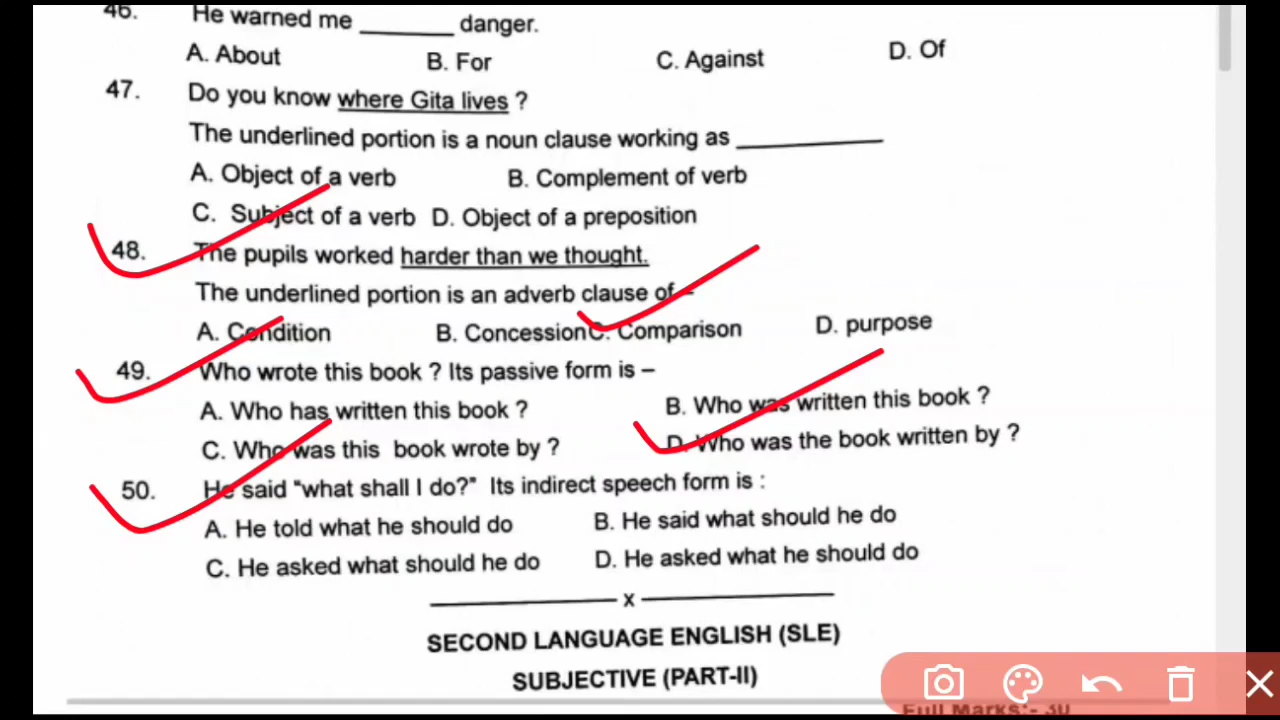 46. He warned me ______ danger.
A. About B. For C. Against D. Of
47. Do you know where Gita lives ?
The underlined portion is a noun clause working as __________
A. Object of a verb B. Complement of verb
C. Subject of a verb D. Object of a preposition
48. The pupils worked harder than we thought.
The underlined portion is an adverb clause of –
A. Condition B. Concession C. Comparison D. purpose
49. Who wrote this book ? Its passive form is –
A. Who has written this book ? B. Who was written this book ?
C. Who was this book wrote by ? D. Who was the book written by ?
50. He said "what shall I do?" Its indirect speech form is :
A. He told what he should do B. He said what should he do
C. He asked what should he do D. He asked what he should do
x
SECOND LANGUAGE ENGLISH (SLE)
SUBJECTIVE (PART-II)
Full Marks:- 30